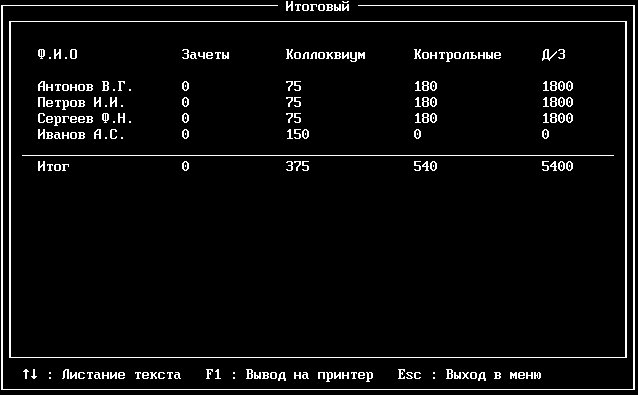 Итоговый
Ф.И.О Зачеты Коллоквиум Контрольные Д/З
Антонов В.Г. 0 75 180 1800
Петров И.И. 0 75 180 1800
Сергеев Ф.Н. 0 75 180 1800
Иванов А.С. 0 150 0 0
Итог 0 375 540 5400
↑↓ : Листание текста F1 : Вывод на принтер Esc : Выход в меню